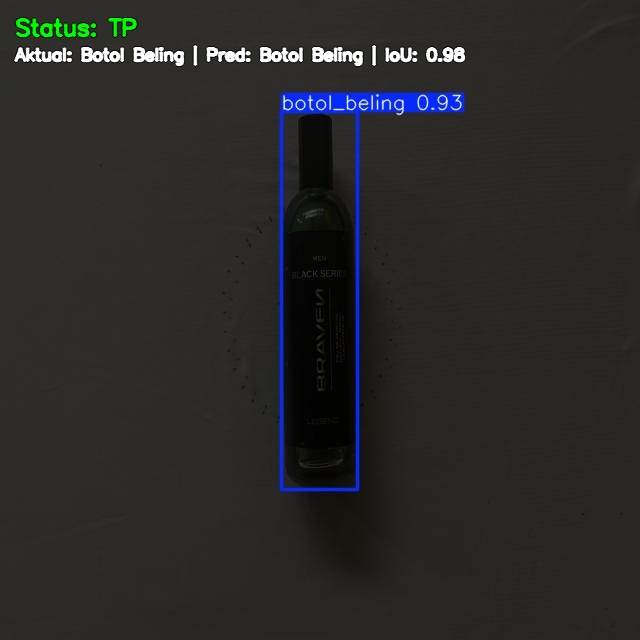 Status: TP
Aktual: Botol Beling | Pred: Botol Beling | IoU: 0.98
botol_beling 0.93
MEN
BLACK SERIES
BRAVEN
LEGEND